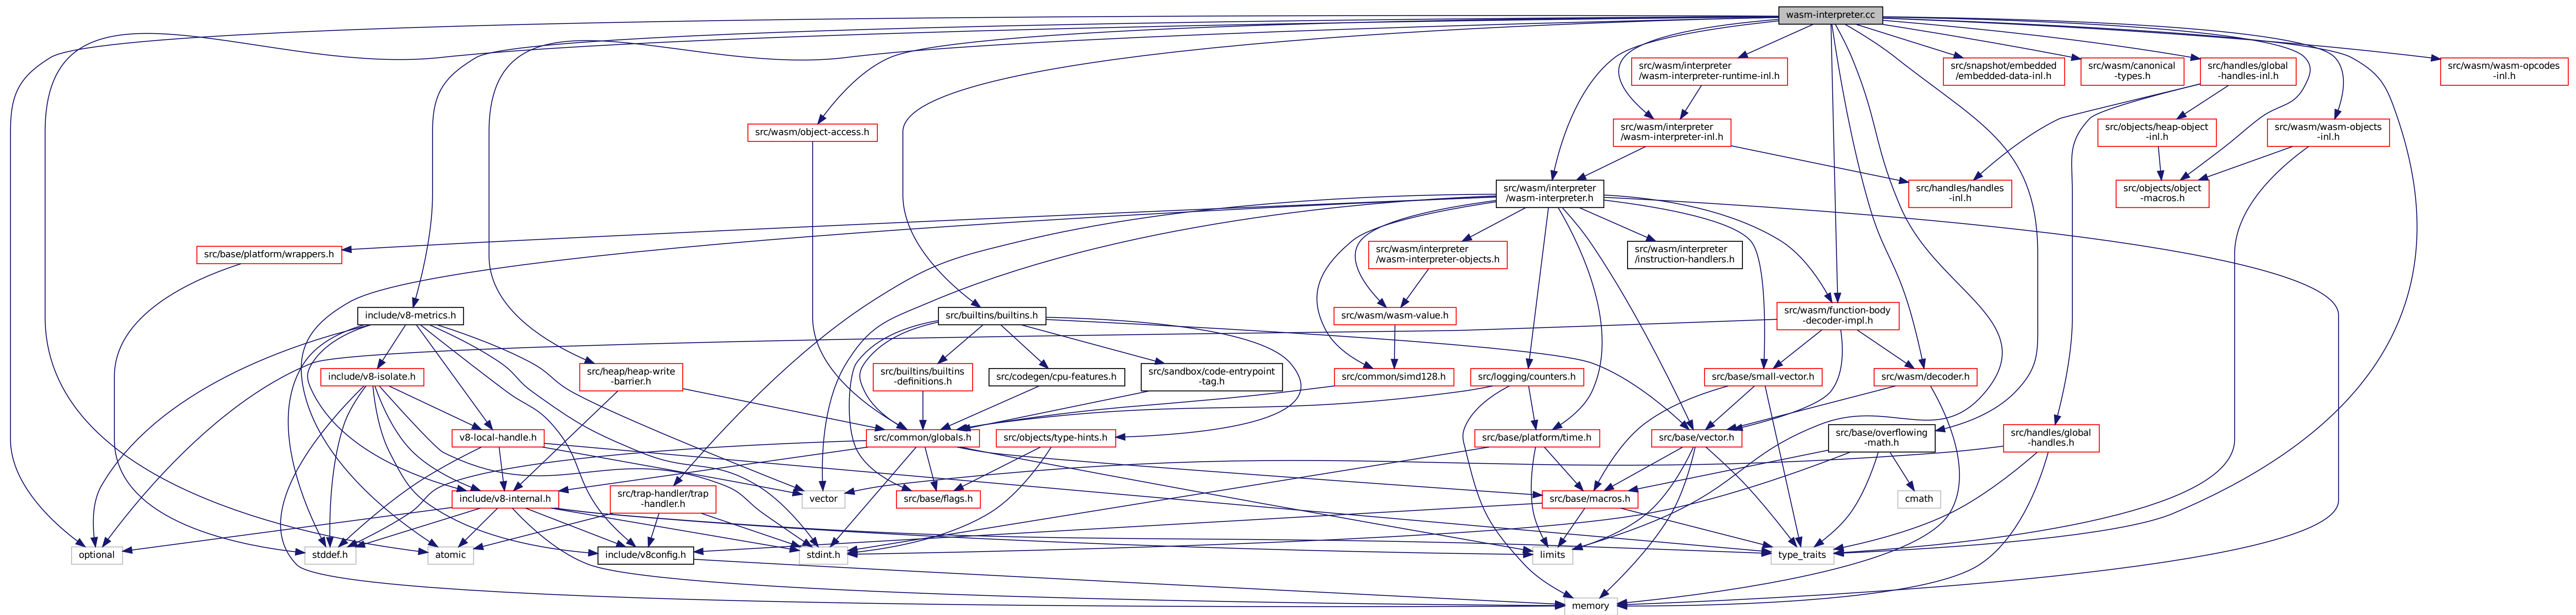 wasm-interpreter.cc
src/wasm/interpreter
/wasm-interpreter-runtime-inl.h
src/snapshot/embedded
/embedded-data-inl.h
src/wasm/canonical
-types.h
src/handles/global
-handles-inl.h
src/wasm/wasm-opcodes
-inl.h
src/wasm/object-access.h
src/wasm/interpreter
/wasm-interpreter-inl.h
src/objects/heap-object
-inl.h
src/wasm/wasm-objects
-inl.h
src/wasm/interpreter
/wasm-interpreter.h
src/handles/handles
-inl.h
src/objects/object
-macros.h
src/base/platform/wrappers.h
src/wasm/interpreter
/wasm-interpreter-objects.h
src/wasm/interpreter
/instruction-handlers.h
include/v8-metrics.h
src/builtins/builtins.h
src/wasm/wasm-value.h
src/wasm/function-body
-decoder-impl.h
include/v8-isolate.h
src/heap/heap-write
-barrier.h
src/builtins/builtins
-definitions.h
src/codegen/cpu-features.h
src/sandbox/code-entrypoint
-tag.h
src/common/simd128.h
src/logging/counters.h
src/base/small-vector.h
src/wasm/decoder.h
v8-local-handle.h
src/common/globals.h
src/objects/type-hints.h
src/base/platform/time.h
src/base/vector.h
src/base/overflowing
-math.h
src/handles/global
-handles.h
include/v8-internal.h
src/trap-handler/trap
-handler.h
vector
src/base/flags.h
src/base/macros.h
cmath
optional
stddef.h
atomic
include/v8config.h
stdint.h
limits
type_traits
memory